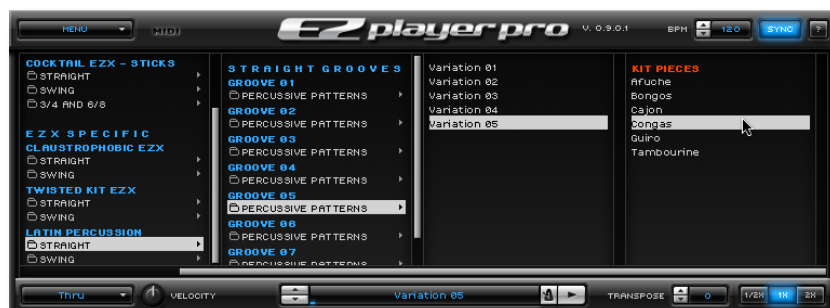 MENU
MIDI
EZ player pro
V. 0.9.0.1
BPM
120
SYNC
?
COCKTAIL EZX - STICKS
STRAIGHT
SWING
3/4 AND 6/8
EZX SPECIFIC
CLAUSTROPHOBIC EZX
STRAIGHT
SWING
TWISTED KIT EZX
STRAIGHT
SWING
LATIN PERCUSSION
STRAIGHT
SWING
STRAIGHT GROOVES
GROOVE 01
PERCUSSIVE PATTERNS
GROOVE 02
PERCUSSIVE PATTERNS
GROOVE 03
PERCUSSIVE PATTERNS
GROOVE 04
PERCUSSIVE PATTERNS
GROOVE 05
PERCUSSIVE PATTERNS
GROOVE 06
PERCUSSIVE PATTERNS
GROOVE 07
PERCUSSIVE PATTERNS
Variation 01
Variation 02
Variation 03
Variation 04
Variation 05
KIT PIECES
Afuche
Bongos
Cajon
Congas
Guiro
Tambourine
Thru
VELOCITY
Variation 05
TRANSPOSE
0
1/2X
1X
2X